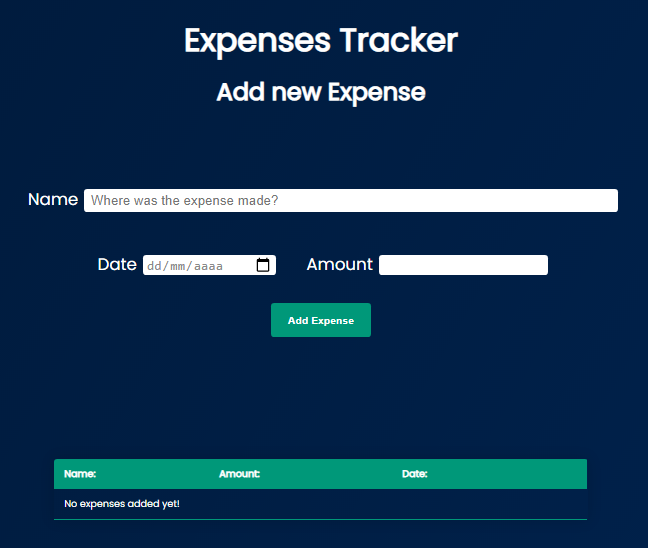 Expenses Tracker
Add new Expense
Name Where was the expense made?
Date dd/mm/aaaa Amount
Add Expense
Name: Amount: Date:
No expenses added yet!